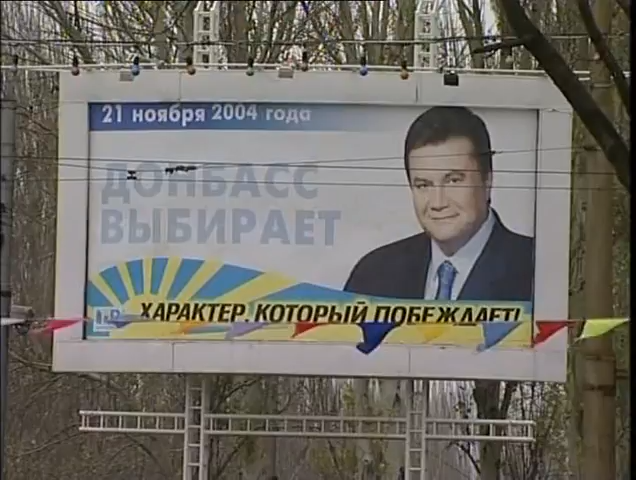 21 ноября 2004 года
ДОНБАСС
ВЫБИРАЕТ
ХАРАКТЕР, КОТОРЫЙ ПОБЕЖДАЕТ!